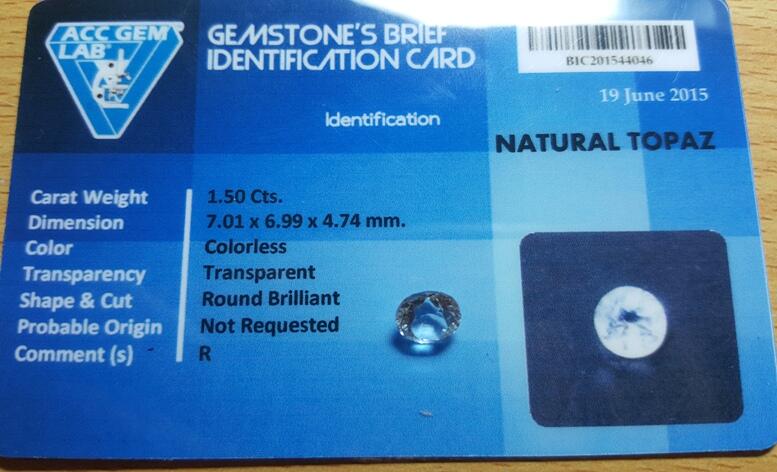 ACC GEM
LAB
GEMSTONE'S BRIEF
IDENTIFICATION CARD
BIC201544046
19 June 2015
Identification
NATURAL TOPAZ
Carat Weight 1.50 Cts.
Dimension 7.01 x 6.99 x 4.74 mm.
Color Colorless
Transparency Transparent
Shape & Cut Round Brilliant
Probable Origin Not Requested
Comment (s) R